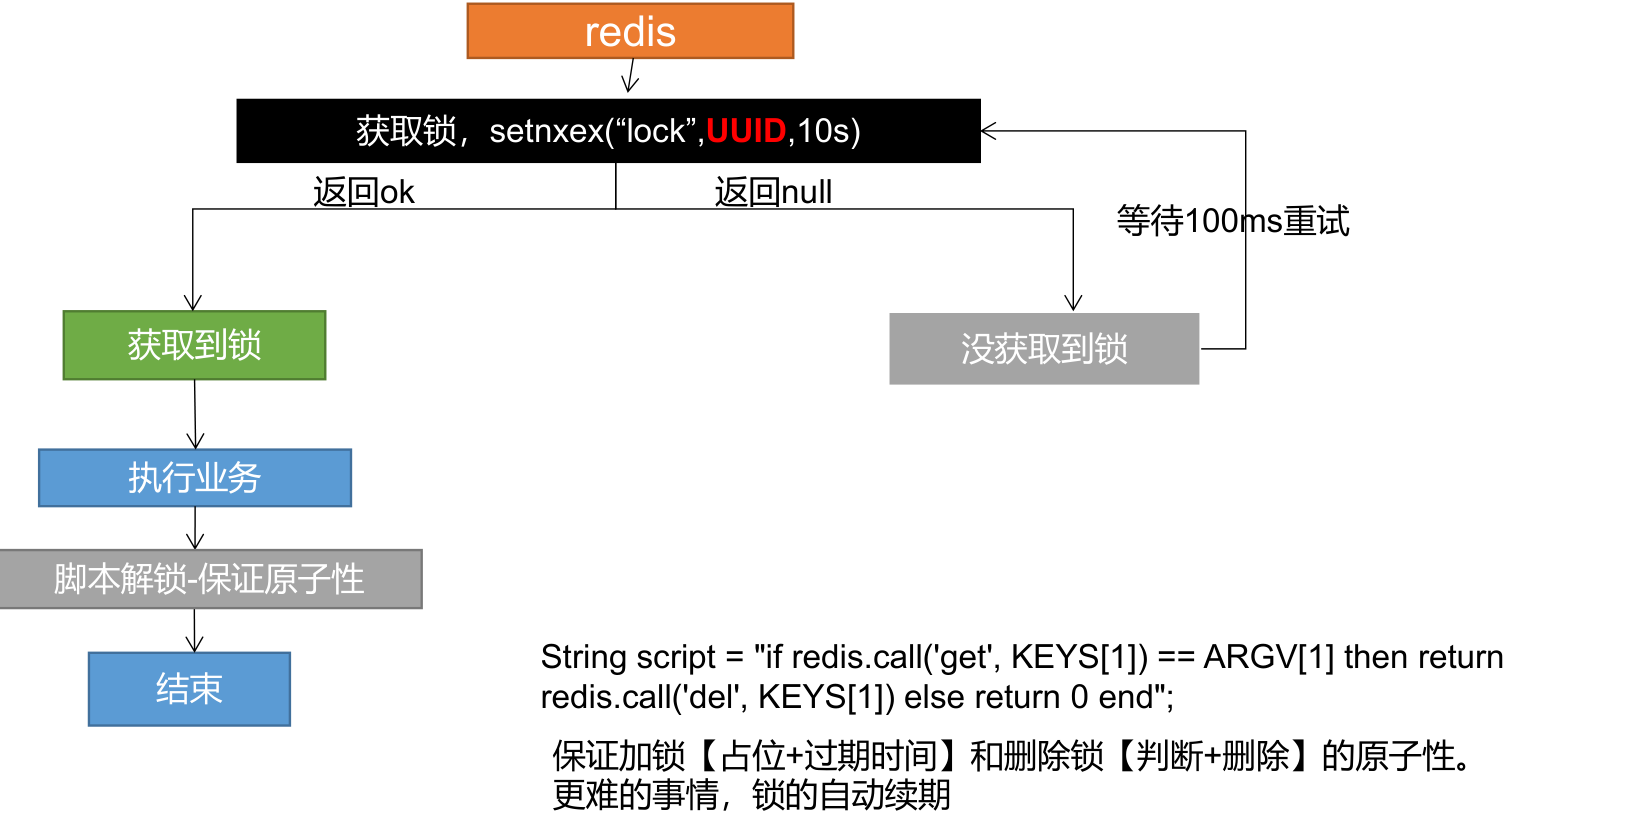 redis
获取锁，setnxex(“lock”,UUID,10s)
返回ok
返回null
等待100ms重试
获取到锁
没获取到锁
执行业务
脚本解锁-保证原子性
结束
String script = "if redis.call('get', KEYS[1]) == ARGV[1] then return
redis.call('del', KEYS[1]) else return 0 end";
保证加锁【占位+过期时间】和删除锁【判断+删除】的原子性。
更难的事情，锁的自动续期